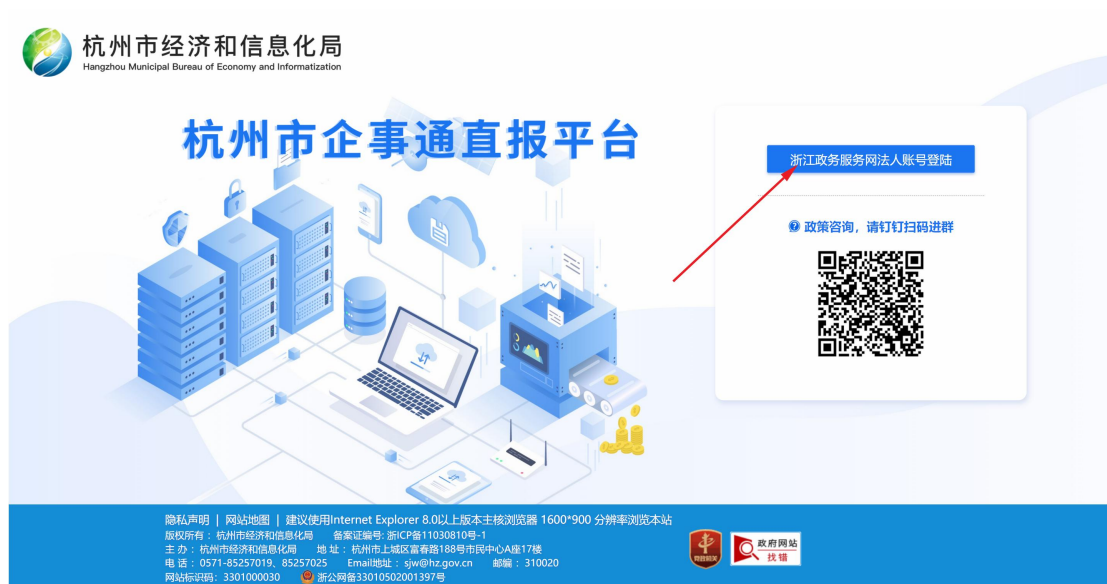 杭州市经济和信息化局
Hangzhou Municipal Bureau of Economy and Informatization
杭州市企事通直报平台
浙江政务服务网法人账号登陆
政策咨询，请钉钉扫码进群
隐私声明 | 网站地图 | 建议使用Internet Explorer 8.0以上版本主核浏览器 1600*900 分辨率浏览本站
版权所有：杭州市经济和信息化局 备案证编号: 浙ICP备11030810号-1
主 办：杭州市经济和信息化局 地 址：杭州市上城区富春路188号市民中心A座17楼
电 话：0571-85257019、85257025 Email地址：sjw@hz.gov.cn 邮编：310020
网站标识码：3301000030 浙公网备33010502001397号
党政机关
政府网站
找错